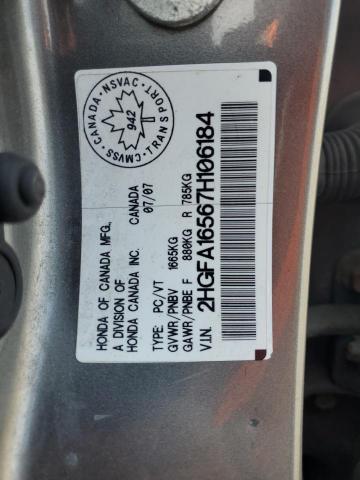 HONDA OF CANADA MFG.,
A DIVISION OF
HONDA CANADA INC. CANADA
07/07
TYPE: PC/VT
GVWR/PNBV 1665KG
GAWR/PNBE F 880KG R 785KG
V.I.N. 2HGFA16567H106184
CANADA · NSVAC · TRANSPORT · CMVSS
942